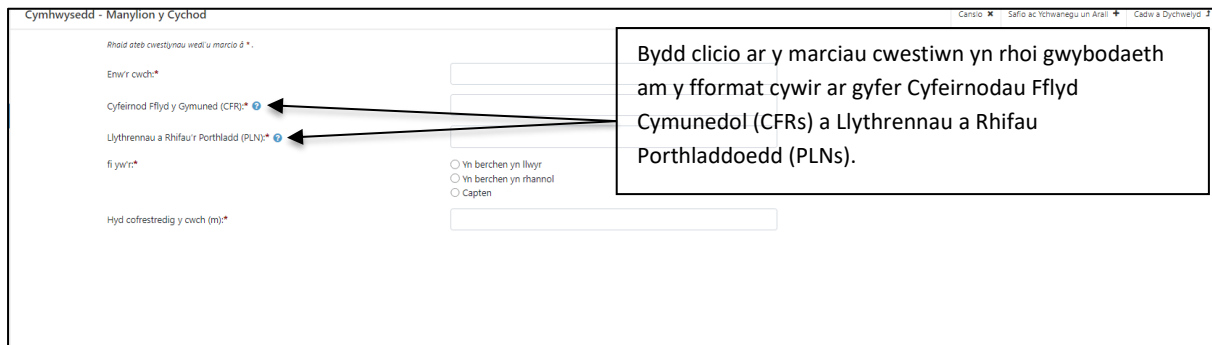 Cymhwysedd - Manylion y Cychod
Cansio ✖ Safio ac Ychwanegu un Arall ✚ Cadw a Dychwelyd
Rhaid ateb cwestiynau wedi'u marcio â * .
Enw'r cwch:*
Cyfeirnod Fflyd y Gymuned (CFR):* ?
Llythrennau a Rhifau'r Porthladd (PLN):* ?
fi yw'r:*
Yn berchen yn llwyr
Yn berchen yn rhannol
Capten
Hyd cofrestredig y cwch (m):*
Bydd clicio ar y marciau cwestiwn yn rhoi gwybodaeth
am y fformat cywir ar gyfer Cyfeirnodau Fflyd
Cymunedol (CFRs) a Llythrennau a Rhifau
Porthladdoedd (PLNs).